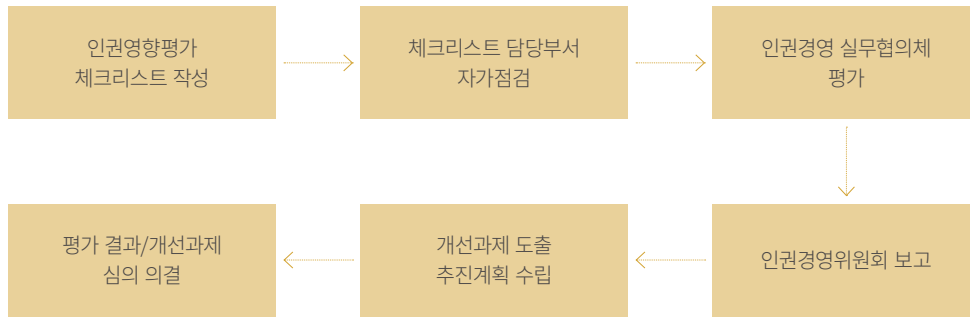 인권영향평가
체크리스트 작성
체크리스트 담당부서
자가점검
인권경영 실무협의체
평가
인권경영위원회 보고
개선과제 도출
추진계획 수립
평가 결과/개선과제
심의 의결